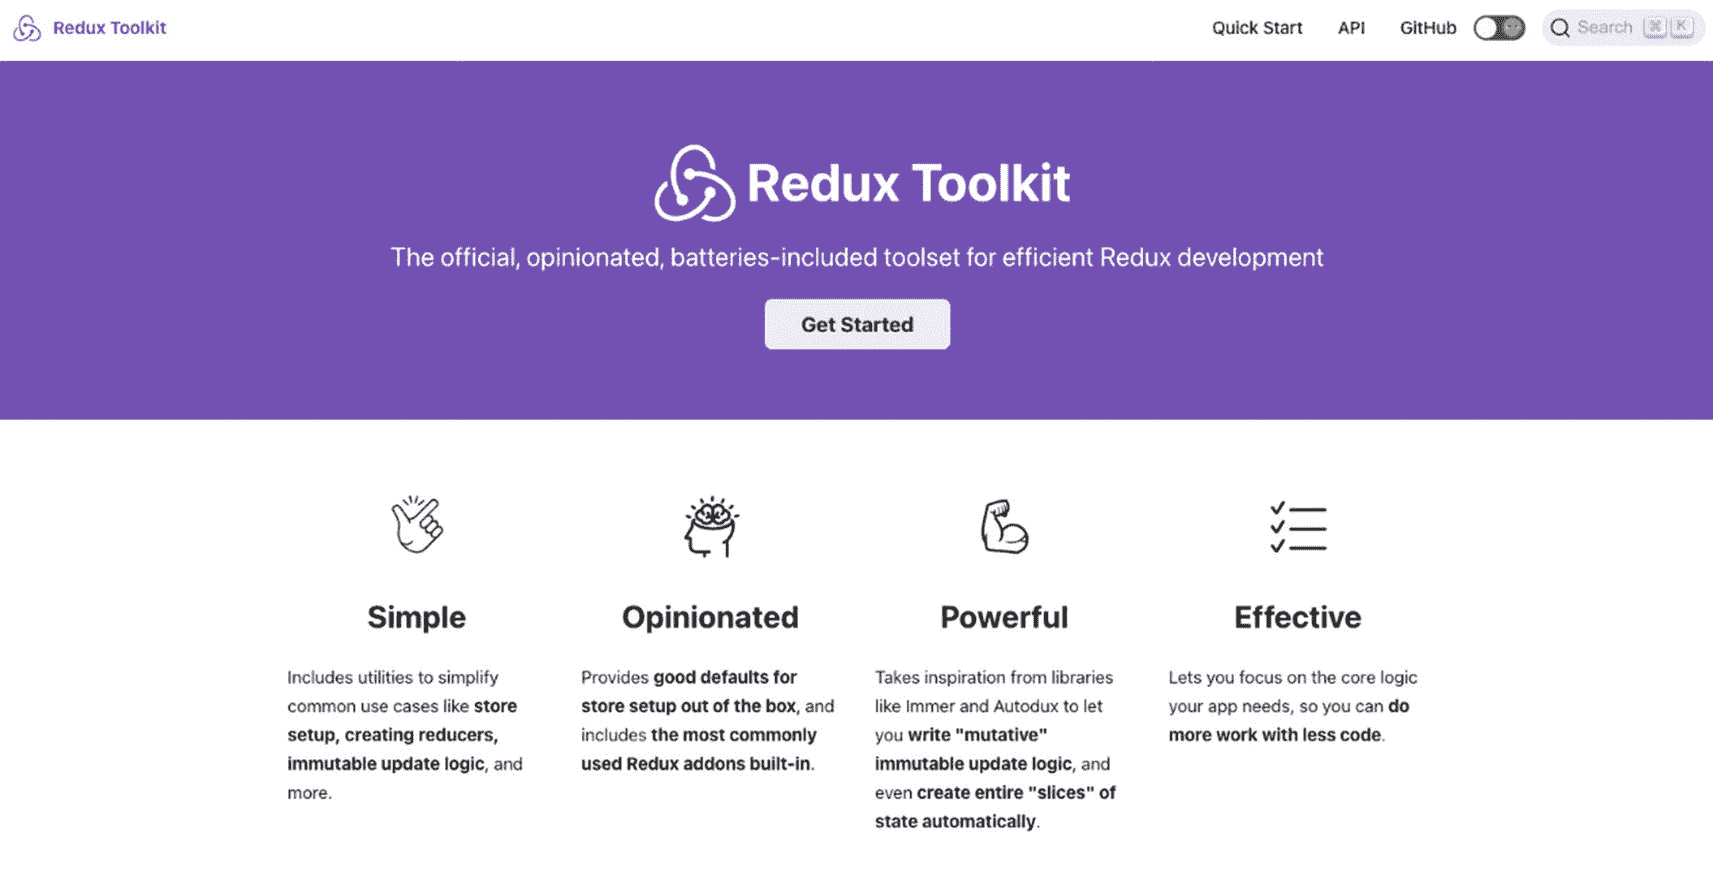 Redux Toolkit
Quick Start
API
GitHub
Search
⌘ K
Redux Toolkit
The official, opinionated, batteries-included toolset for efficient Redux development
Get Started
Simple
Includes utilities to simplify
common use cases like store
setup, creating reducers,
immutable update logic, and
more.
Opinionated
Provides good defaults for
store setup out of the box, and
includes the most commonly
used Redux addons built-in.
Powerful
Takes inspiration from libraries
like Immer and Autodux to let
you write "mutative"
immutable update logic, and
even create entire "slices" of
state automatically.
Effective
Lets you focus on the core logic
your app needs, so you can do
more work with less code.